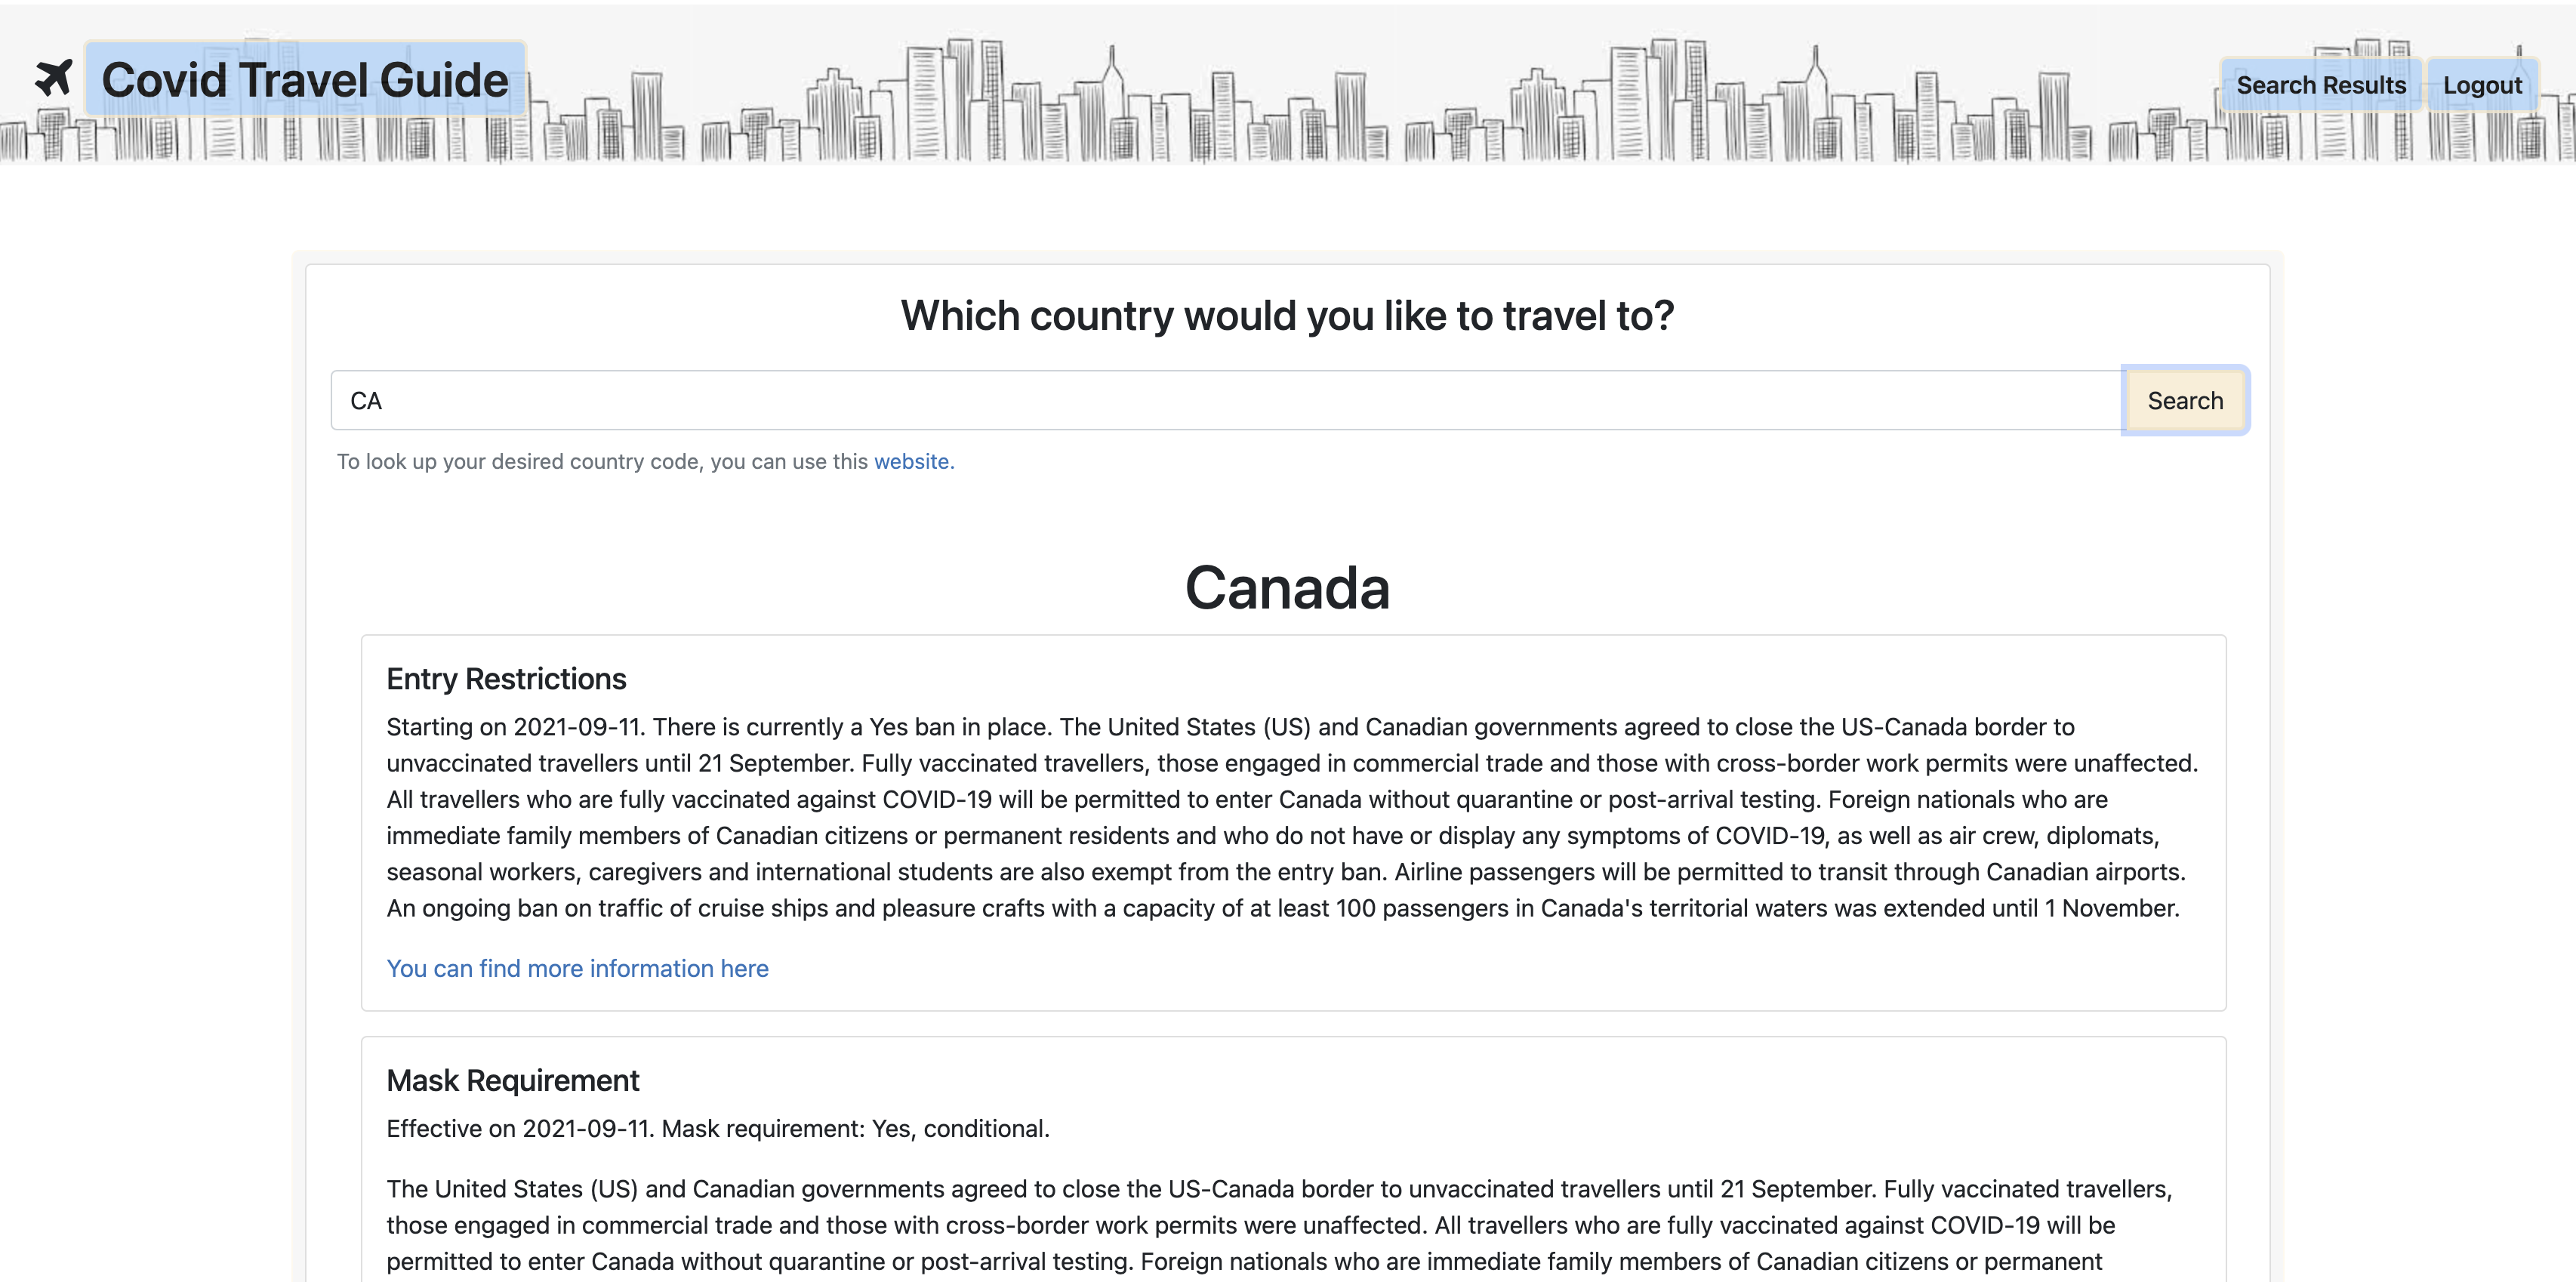 Covid Travel Guide
Search Results
Logout
Which country would you like to travel to?
CA
Search
To look up your desired country code, you can use this website.
Canada
Entry Restrictions
Starting on 2021-09-11. There is currently a Yes ban in place. The United States (US) and Canadian governments agreed to close the US-Canada border to
unvaccinated travellers until 21 September. Fully vaccinated travellers, those engaged in commercial trade and those with cross-border work permits were unaffected.
All travellers who are fully vaccinated against COVID-19 will be permitted to enter Canada without quarantine or post-arrival testing. Foreign nationals who are
immediate family members of Canadian citizens or permanent residents and who do not have or display any symptoms of COVID-19, as well as air crew, diplomats,
seasonal workers, caregivers and international students are also exempt from the entry ban. Airline passengers will be permitted to transit through Canadian airports.
An ongoing ban on traffic of cruise ships and pleasure crafts with a capacity of at least 100 passengers in Canada's territorial waters was extended until 1 November.
You can find more information here
Mask Requirement
Effective on 2021-09-11. Mask requirement: Yes, conditional.
The United States (US) and Canadian governments agreed to close the US-Canada border to unvaccinated travellers until 21 September. Fully vaccinated travellers,
those engaged in commercial trade and those with cross-border work permits were unaffected. All travellers who are fully vaccinated against COVID-19 will be
permitted to enter Canada without quarantine or post-arrival testing. Foreign nationals who are immediate family members of Canadian citizens or permanent